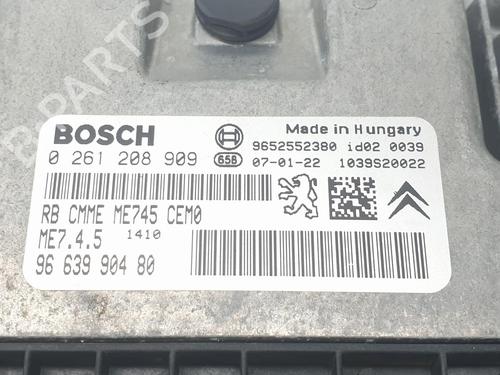 B PARTS
BOSCH
Made in Hungary
9652552380 id02 0039
0 261 208 909
658 07-01-22 1039S20022
RB CMME ME745 CEM0
ME7.4.5 1410
96 639 904 80